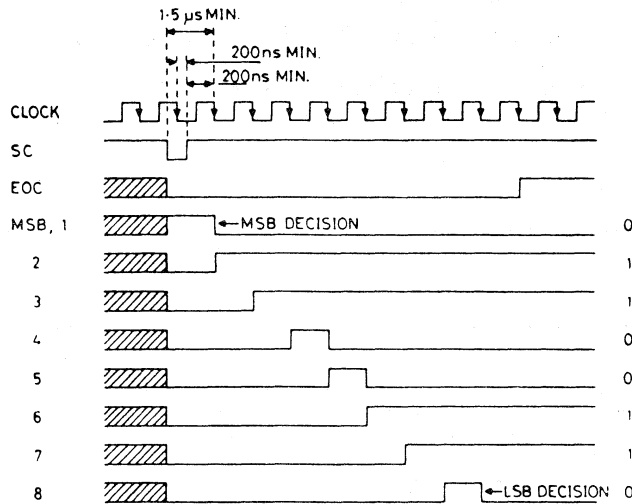 1·5 µs MIN.
200ns MIN.
200ns MIN.
CLOCK
SC
EOC
MSB, 1 ←MSB DECISION 0
2 1
3 1
4 0
5 0
6 1
7 1
8 ←LSB DECISION 0